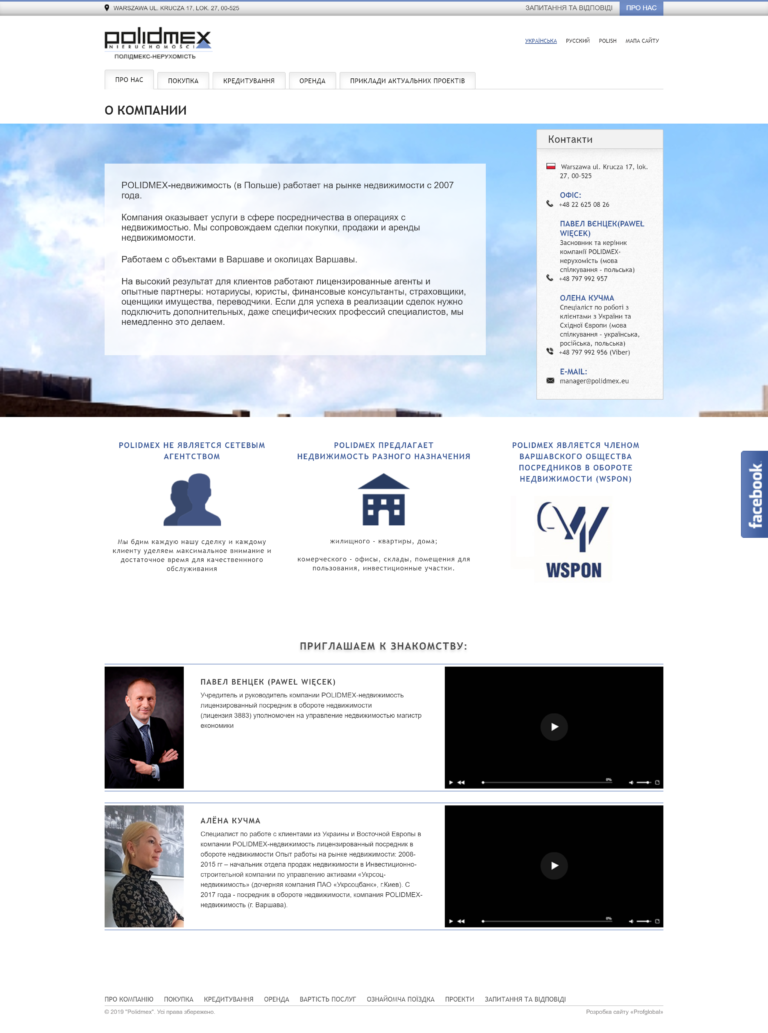 WARSZAWA UL. KRUCZA 17, LOK. 27, 00-525
ЗАПИТАННЯ ТА ВІДПОВІДІ
ПРО НАС
polidmex
NIERUCHOMOŚCI
ПОЛІДМЕКС-НЕРУХОМІСТЬ
УКРАЇНСЬКА РУССКИЙ POLISH МАПА САЙТУ
ПРО НАС
ПОКУПКА
КРЕДИТУВАННЯ
ОРЕНДА
ПРИКЛАДИ АКТУАЛЬНИХ ПРОЕКТІВ
О КОМПАНИИ
POLIDMEX-недвижимость (в Польше) работает на рынке недвижимости с 2007
года.
Компания оказывает услуги в сфере посредничества в операциях с
недвижимостью. Мы сопровождаем сделки покупки, продажи и аренды
недвижимомости.
Работаем с объектами в Варшаве и околицах Варшавы.
На высокий результат для клиентов работают лицензированные агенты и
опытные партнеры: нотариусы, юристы, финансовые консультанты, страховщики,
оценщики имущества, переводчики. Если для успеха в реализации сделок нужно
подключить дополнительных, даже специфических профессий специалистов, мы
немедленно это делаем.
Контакти
Warszawa ul. Krucza 17, lok.
27, 00-525
ОФІС:
+48 22 625 08 26
ПАВЕЛ ВЄНЦЕК(PAWEL
WIĘCEK)
Засновник та керіник
компанії POLIDMEX-
нерухомість (мова
спілкування - польська)
+48 797 992 957
ОЛЕНА КУЧМА
Спеціаліст по роботі з
клієнтами з України та
Східної Європи (мова
спілкування - українська,
російська, польська)
+48 797 992 956 (Viber)
E-MAIL:
manager@polidmex.eu
POLIDMEX НЕ ЯВЛЯЕТСЯ СЕТЕВЫМ
АГЕНТСТВОМ
Мы бдим каждую нашу сделку и каждому
клиенту уделяем максимальное внимание и
достаточное время для качественнного
обслуживания
POLIDMEX ПРЕДЛАГАЕТ
НЕДВИЖИМОСТЬ РАЗНОГО НАЗНАЧЕНИЯ
жилищного - квартиры, дома;
комерческого - офисы, склады, помещения для
пользования, инвестиционные участки.
POLIDMEX ЯВЛЯЕТСЯ ЧЛЕНОМ
ВАРШАВСКОГО ОБЩЕСТВА
ПОСРЕДНИКОВ В ОБОРОТЕ
НЕДВИЖИМОСТИ (WSPON)
WSPON
facebook
ПРИГЛАШАЕМ К ЗНАКОМСТВУ:
ПАВЕЛ ВЕНЦЕК (PAWEL WIĘCEK)
Учредитель и руководитель компании POLIDMEX-недвижимость
лицензированный посредник в обороте недвижимости
(лицензия 3883) уполномочен на управление недвижимостью магистр
економики
АЛЁНА КУЧМА
Специалист по работе с клиентами из Украины и Восточной Европы в
компании POLIDMEX-недвижимость лицензированный посредник в
обороте недвижимости Опыт работы на рынке недвижимости: 2008-
2015 гг – начальник отдела продаж недвижимости в Инвестиционно-
строительной компании по управлению активами «Укрсоц-
недвижимость» (дочерняя компания ПАО «Укрсоцбанк», г.Киев). С
2017 года - посредник в обороте недвижимости, компания POLIDMEX-
недвижимость (г. Варшава).
ПРО КОМПАНІЮ ПОКУПКА КРЕДИТУВАННЯ ОРЕНДА ВАРТІСТЬ ПОСЛУГ ОЗНАЙОМЧА ПОЇЗДКА ПРОЕКТИ ЗАПИТАННЯ ТА ВІДПОВІДІ
© 2019 "Polidmex" Усі права збережено
Розробка сайту «Profglobal»